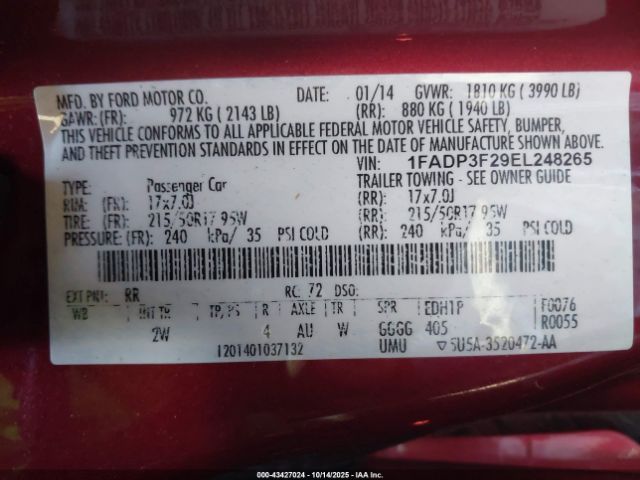 MFD. BY FORD MOTOR CO. DATE: 01/14 GVWR: 1810 KG ( 3990 LB)
GAWR: (FR): 972 KG ( 2143 LB) (RR): 880 KG ( 1940 LB)
THIS VEHICLE CONFORMS TO ALL APPLICABLE FEDERAL MOTOR VEHICLE SAFETY, BUMPER,
AND THEFT PREVENTION STANDARDS IN EFFECT ON THE DATE OF MANUFACTURE SHOWN ABOVE.
VIN: 1FADP3F29EL248265
TYPE: Passenger Car TRAILER TOWING - SEE OWNER GUIDE
RIM: (FR): 17x7.0J (RR): 17x7.0J
TIRE: (FR): 215/50R17 95W (RR): 215/50R17 95W
PRESSURE: (FR): 240 kPa/ 35 PSI COLD (RR): 240 kPa/ 35 PSI COLD
EXT PNT: RR RC: 72 DSO:
WB INT TR TP/PS R AXLE TR SPR EDH1P F0076
2W 4 AU W GGGG 405 R0055
1201401037132 UMU ▽5U5A-3520472-AA
000-43427024 - 10/14/2025 - IAA Inc.